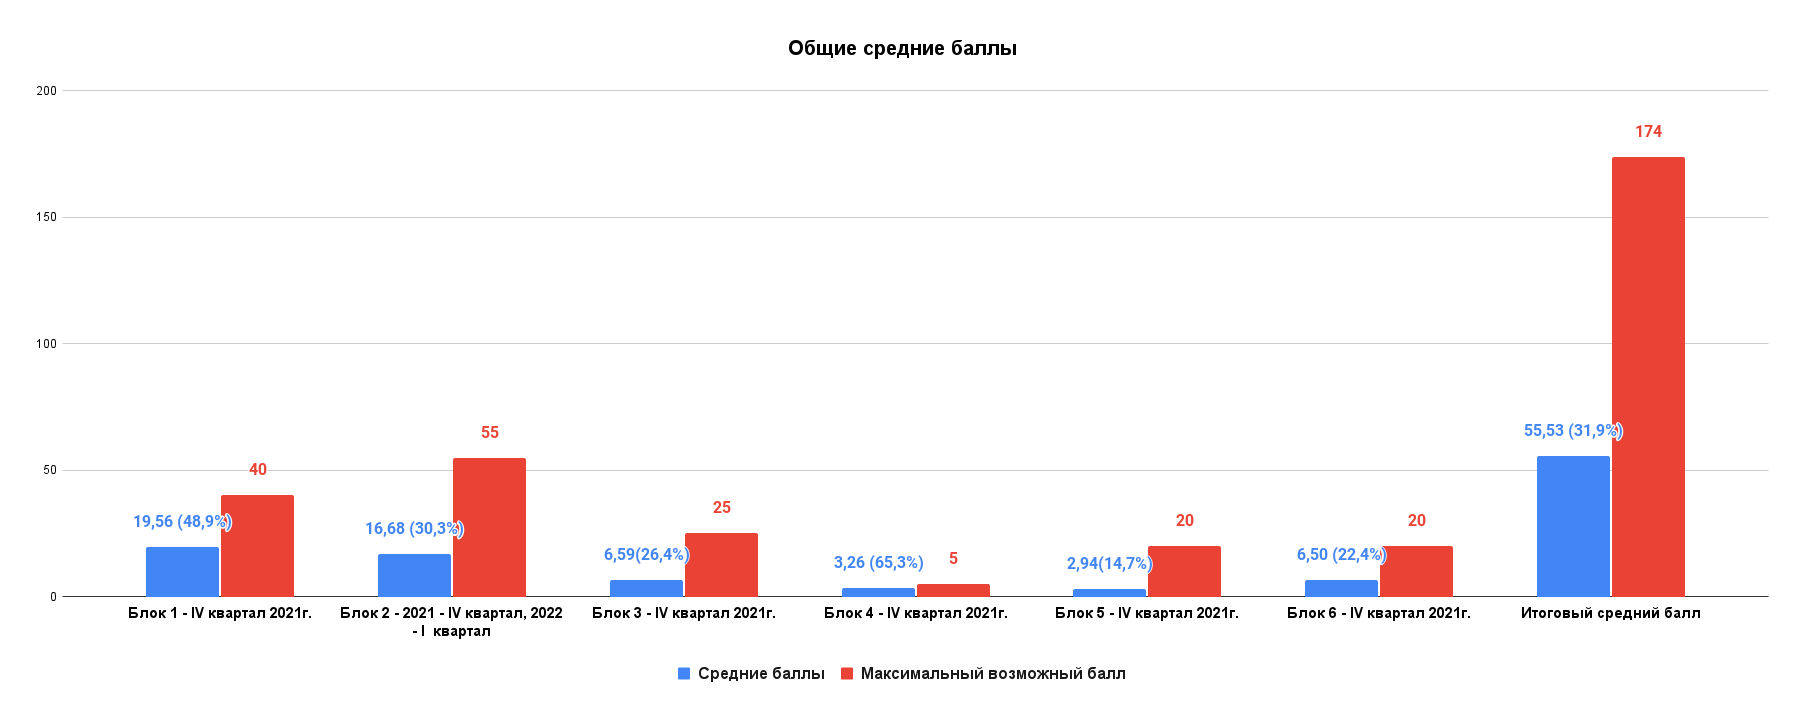 Общие средние баллы
200
150
100
50
0
174
55,53 (31,9%)
55
40
19,56 (48,9%)
16,68 (30,3%)
25
6,59(26,4%)
3,26 (65,3%)
5
20
2,94(14,7%)
20
6,50 (22,4%)
Блок 1 - IV квартал 2021г.
Блок 2 - 2021 - IV квартал, 2022
- I квартал
Блок 3 - IV квартал 2021г.
Блок 4 - IV квартал 2021г.
Блок 5 - IV квартал 2021г.
Блок 6 - IV квартал 2021г.
Итоговый средний балл
Средние баллы
Максимальный возможный балл